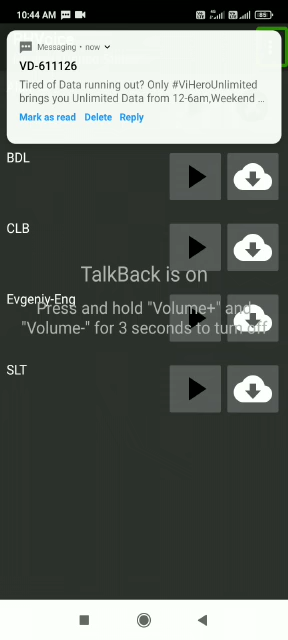 10:44 AM
85
Messaging • now
VD-611126
Tired of Data running out? Only #ViHeroUnlimited
brings you Unlimited Data from 12-6am,Weekend ...
Mark as read Delete Reply
BDL
CLB
TalkBack is on
Evgeniy-Eng
Press and hold "Volume+" and
"Volume-" for 3 seconds to turn off
SLT